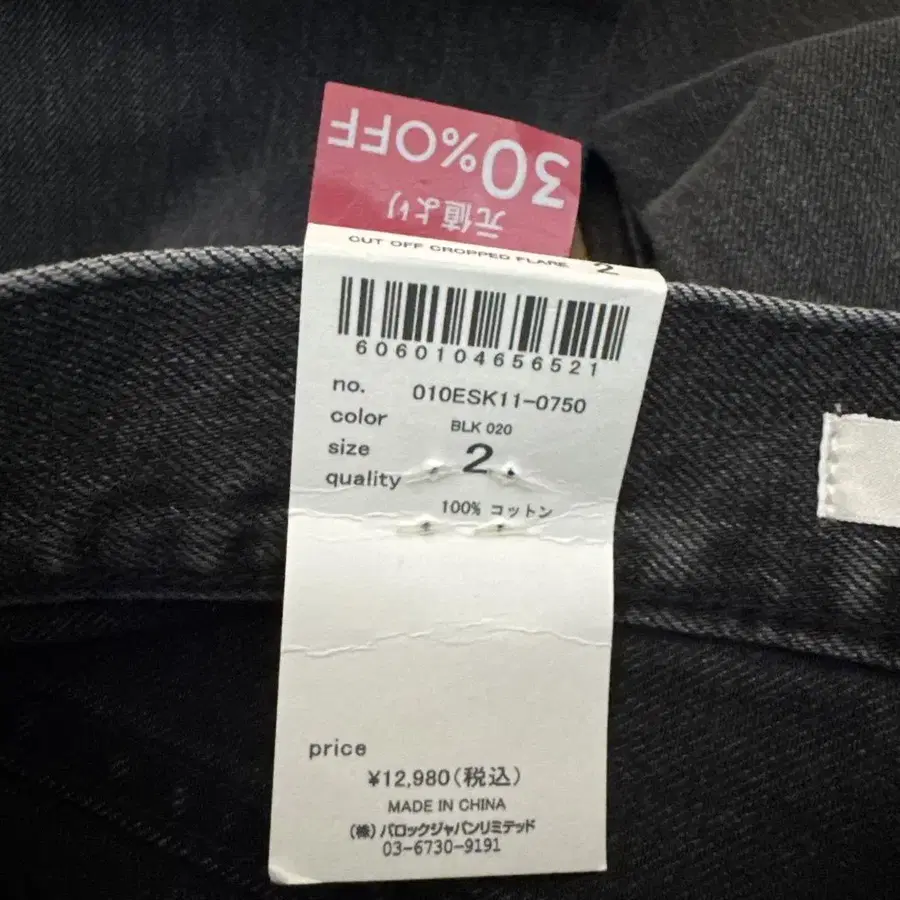 30%OFF
元値より
CUT OFF CROPPED FLARE 2
6060104656521
no. 010ESK11-0750
color BLK 020
size 2
quality
100% コットン
price
¥12,980(税込)
MADE IN CHINA
(株)バロックジャパンリミテッド
03-6730-9191